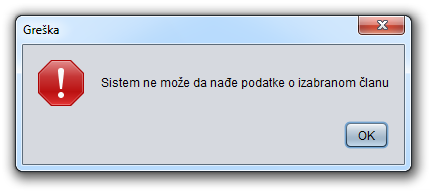 Greška
Sistem ne može da nađe podatke o izabranom članu
OK